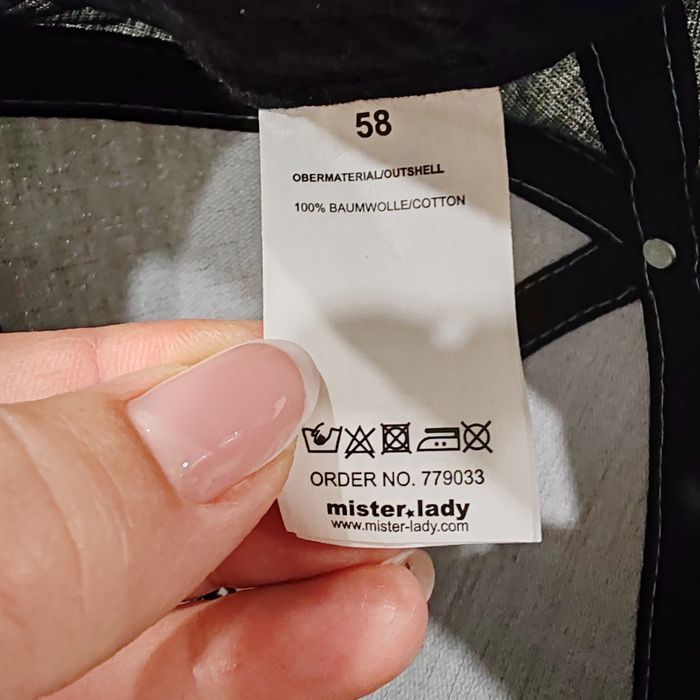 58
OBERMATERIAL/OUTSHELL
100% BAUMWOLLE/COTTON
ORDER NO. 779033
mister★lady
www.mister-lady.com